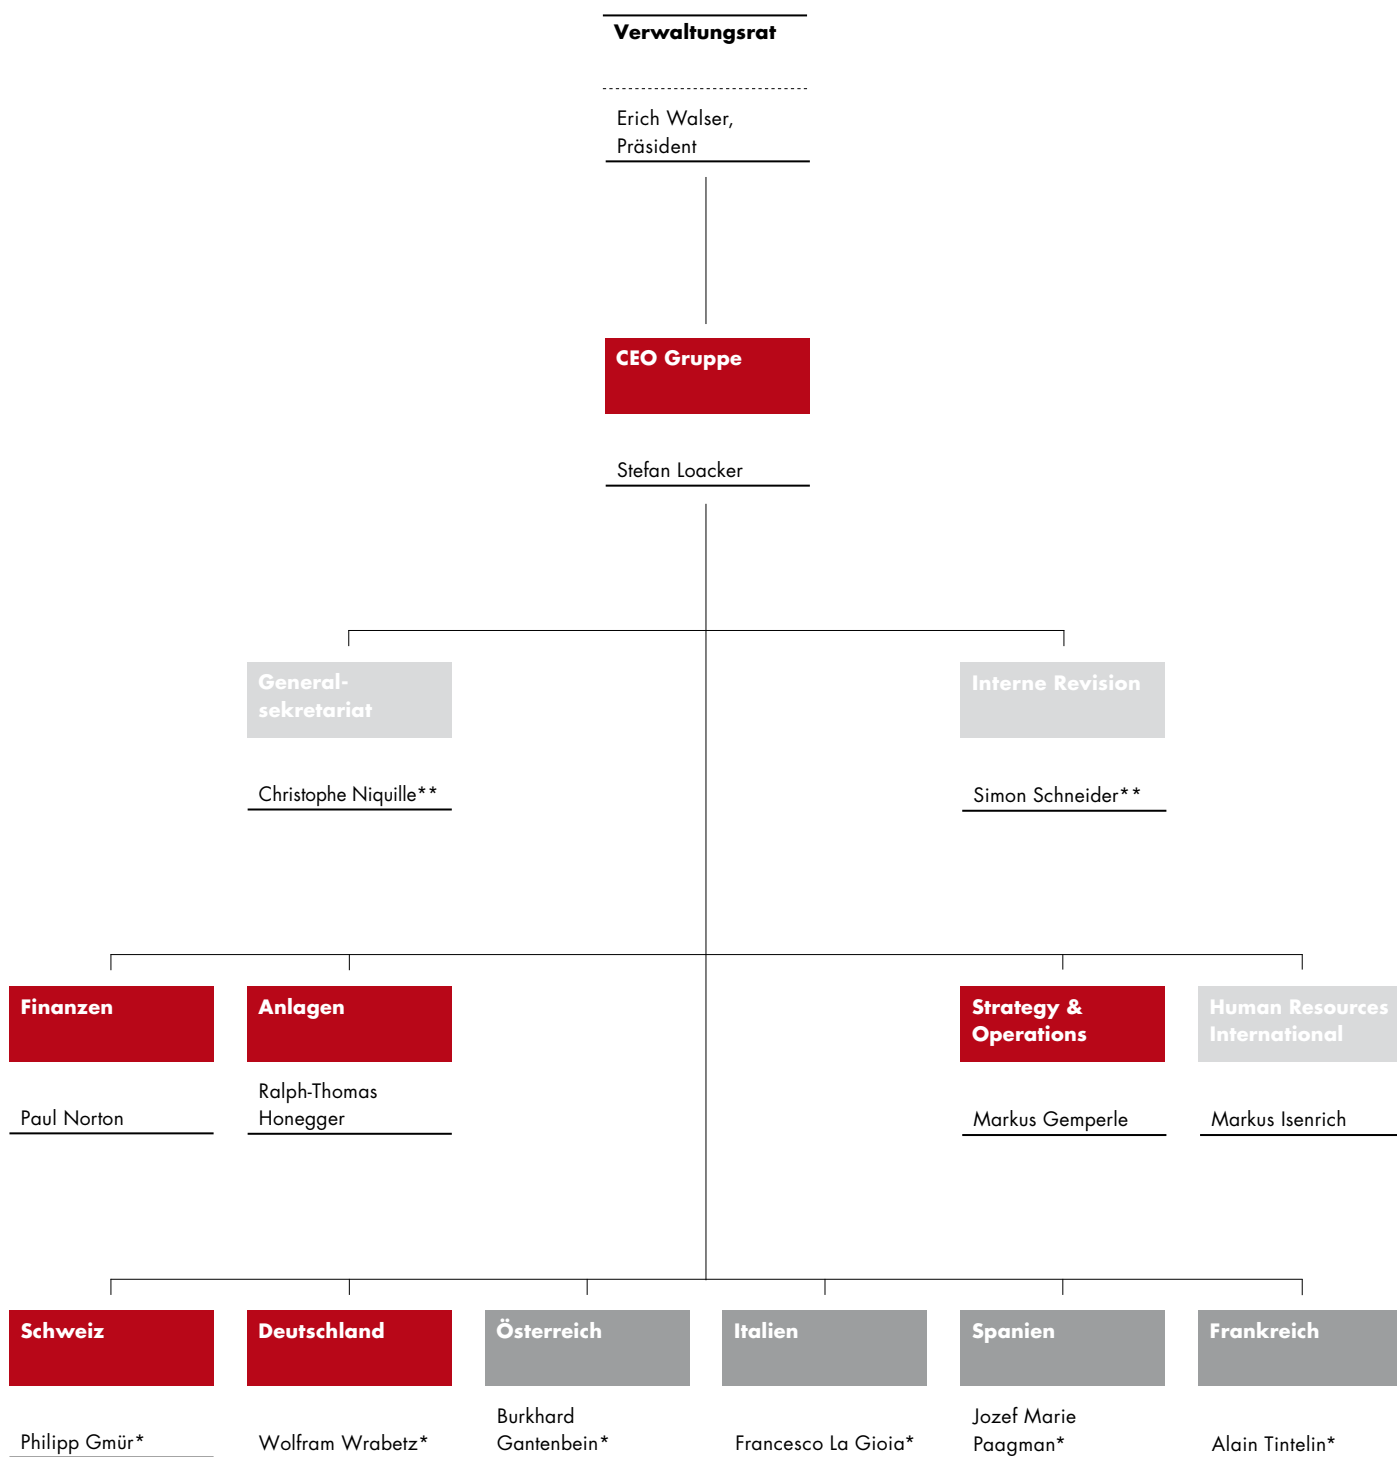 Verwaltungsrat
Erich Walser,
Präsident
CEO Gruppe
Stefan Loacker
General-
sekretariat
Christophe Niquille**
Interne Revision
Simon Schneider**
Finanzen
Paul Norton
Anlagen
Ralph-Thomas
Honegger
Strategy &
Operations
Markus Gemperle
Human Resources
International
Markus Isenrich
Schweiz
Philipp Gmür*
Deutschland
Wolfram Wrabetz*
Österreich
Burkhard
Gantenbein*
Italien
Francesco La Gioia*
Spanien
Jozef Marie
Paagman*
Frankreich
Alain Tintelin*